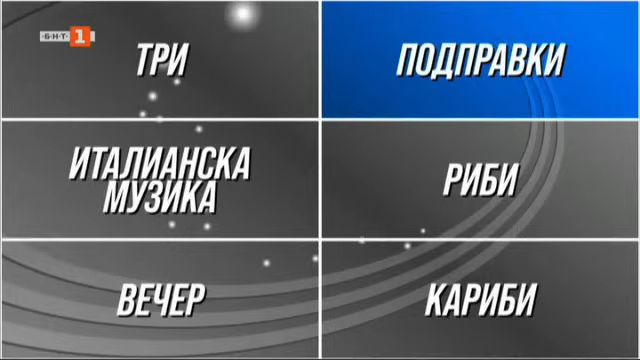 БНТ 1
ТРИ
ПОДПРАВКИ
ИТАЛИАНСКА
МУЗИКА
РИБИ
ВЕЧЕР
КАРИБИ